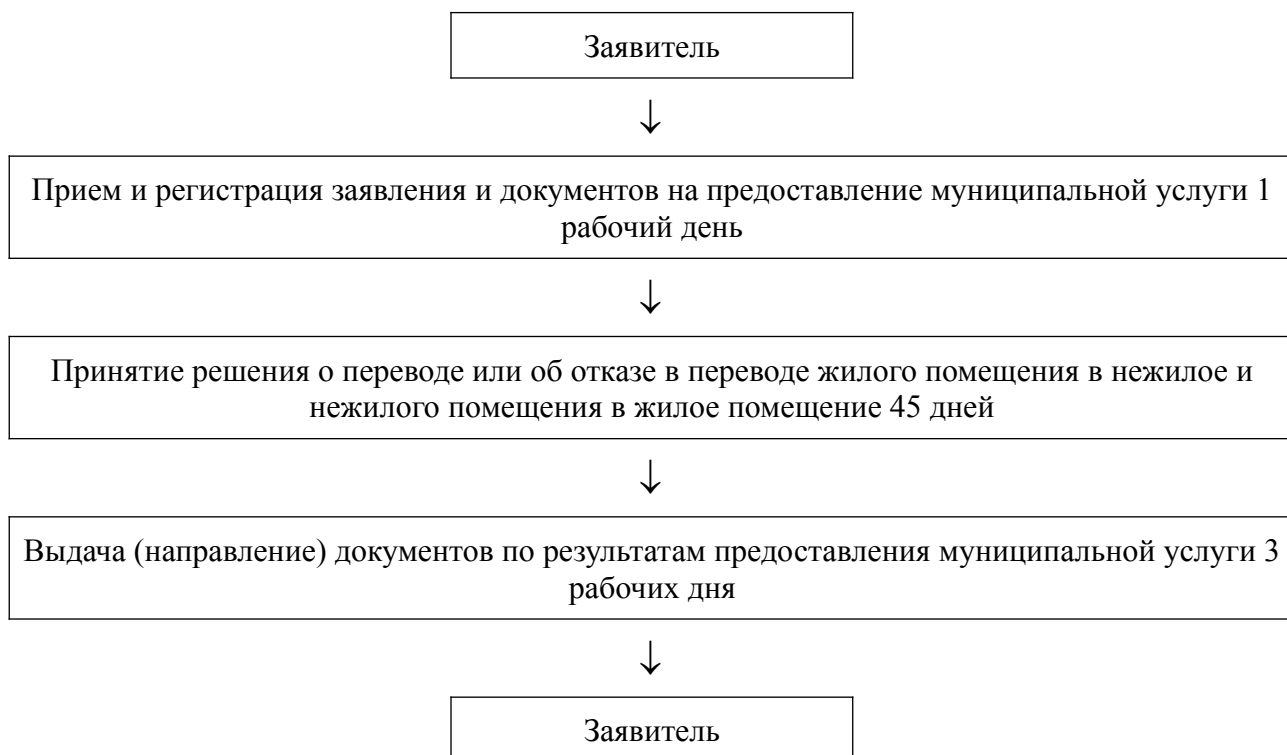 Заявитель
↓
Прием и регистрация заявления и документов на предоставление муниципальной услуги 1
рабочий день
↓
Принятие решения о переводе или об отказе в переводе жилого помещения в нежилое и
нежилого помещения в жилое помещение 45 дней
↓
Выдача (направление) документов по результатам предоставления муниципальной услуги 3
рабочих дня
↓
Заявитель